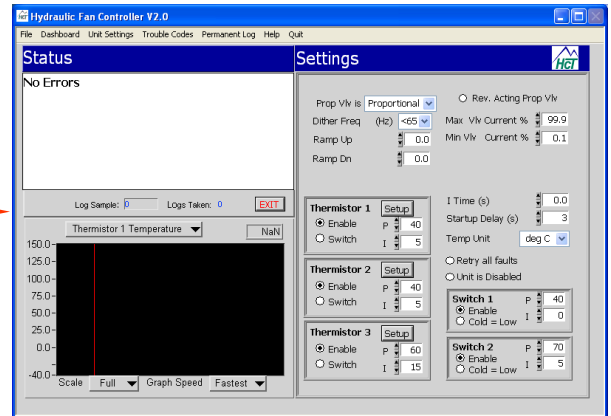 Hydraulic Fan Controller V2.0
File Dashboard Unit Settings Trouble Codes Permanent Log Help Quit
Status
Settings
HCT
No Errors
Prop Vlv is Proportional
Rev. Acting Prop Vlv
Dither Freq (Hz) <65
Max Vlv Current % 99.9
Ramp Up 0.0
Min Vlv Current % 0.1
Ramp Dn 0.0
Log Sample: 0 Logs Taken: 0 EXIT
Thermistor 1 Temperature NaN
150.0
125.0
100.0
75.0
50.0
25.0
0.0
-40.0
Scale Full Graph Speed Fastest
Thermistor 1 Setup
Enable P 40
Switch I 5
Thermistor 2 Setup
Enable P 40
Switch I 5
Thermistor 3 Setup
Enable P 60
Switch I 15
I Time (s) 0.0
Startup Delay (s) 3
Temp Unit deg C
Retry all faults
Unit is Disabled
Switch 1 P 40
Enable
Cold = Low I 0
Switch 2 P 70
Enable
Cold = Low I 5